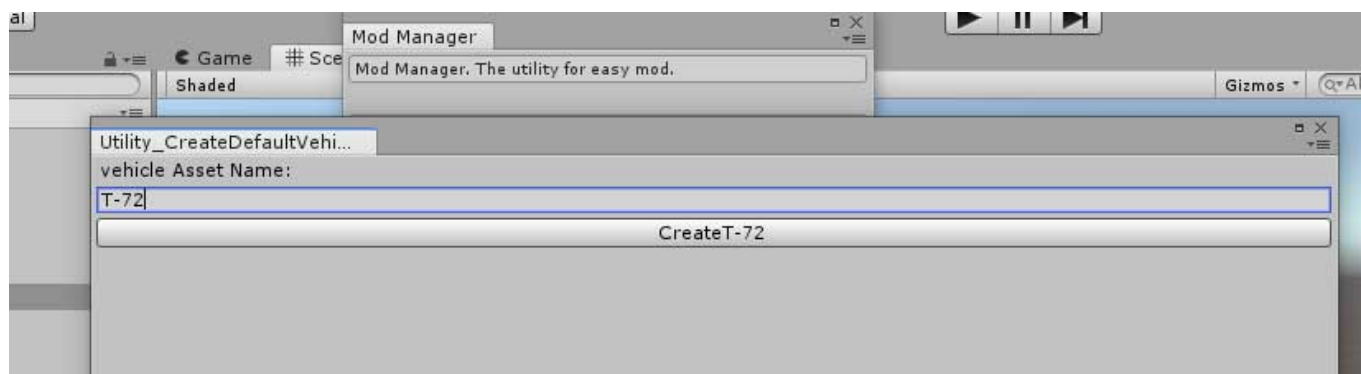 al
Mod Manager
Game
Sce
Mod Manager. The utility for easy mod.
Shaded
Gizmos
Al
Utility_CreateDefaultVehi...
vehicle Asset Name:
T-72
CreateT-72